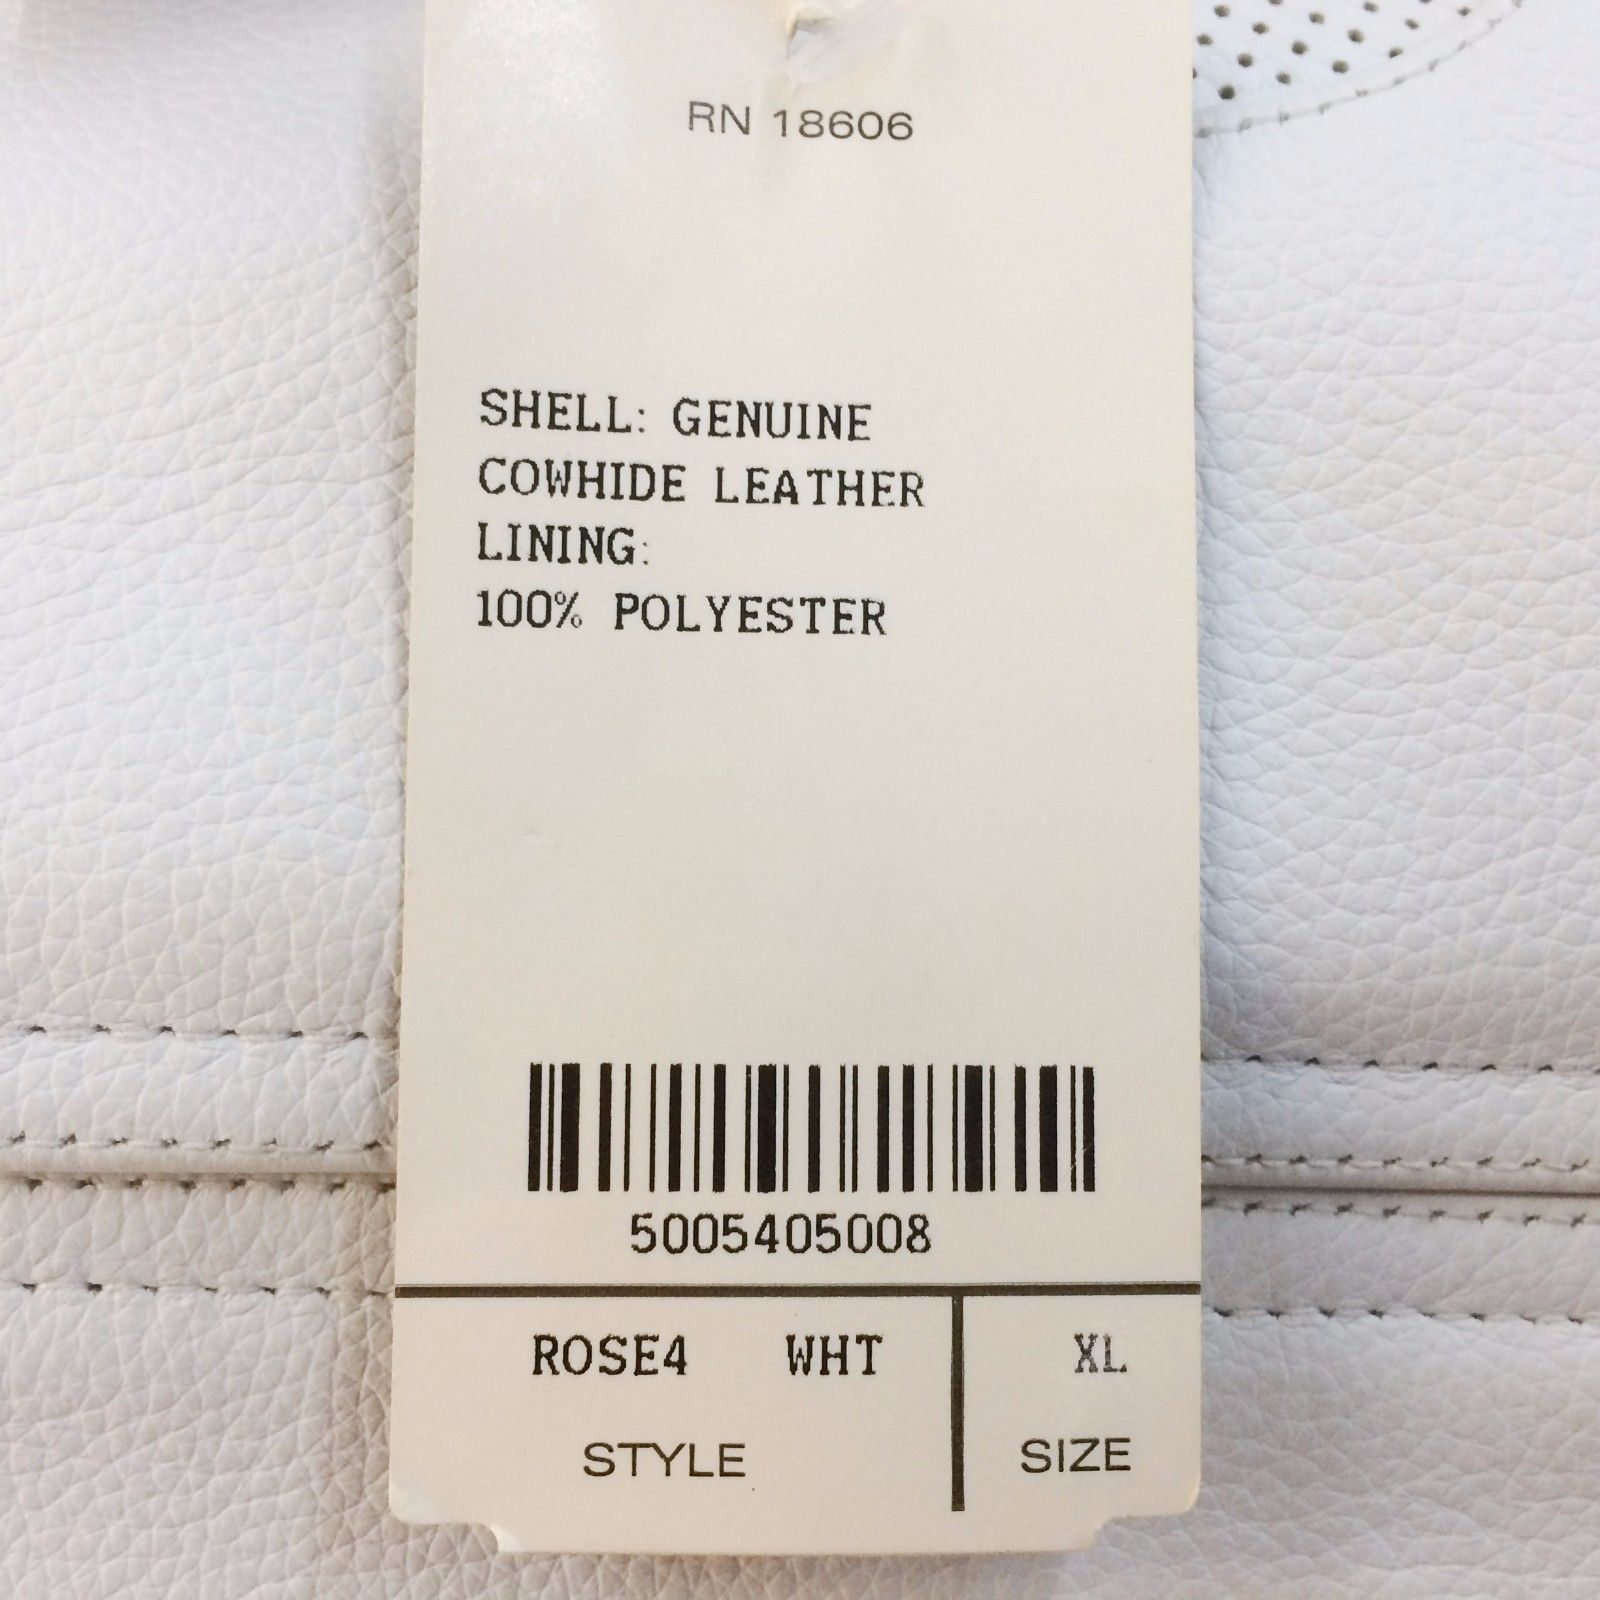 RN 18606
SHELL: GENUINE
COWHIDE LEATHER
LINING:
100% POLYESTER
5005405008
ROSE4 WHT XL
STYLE SIZE